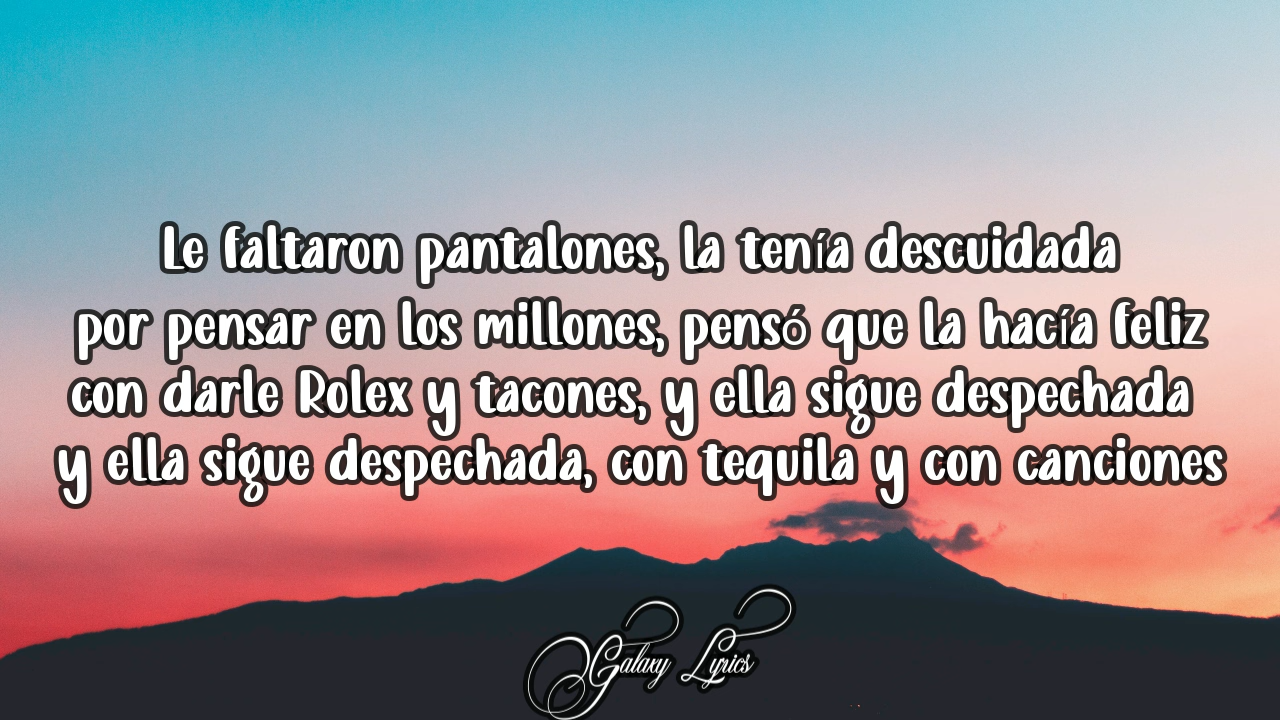 Le faltaron pantalones, la tenía descuidada
por pensar en los millones, pensó que la hacía feliz
con darle Rolex y tacones, y ella sigue despechada
y ella sigue despechada, con tequila y con canciones
Galaxy Lyrics